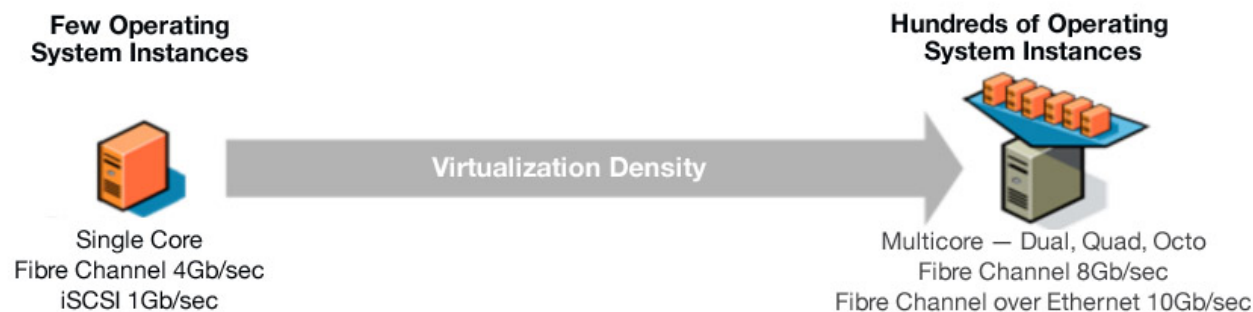 Few Operating
System Instances
Hundreds of Operating
System Instances
Virtualization Density
Single Core
Fibre Channel 4Gb/sec
iSCSI 1Gb/sec
Multicore — Dual, Quad, Octo
Fibre Channel 8Gb/sec
Fibre Channel over Ethernet 10Gb/sec